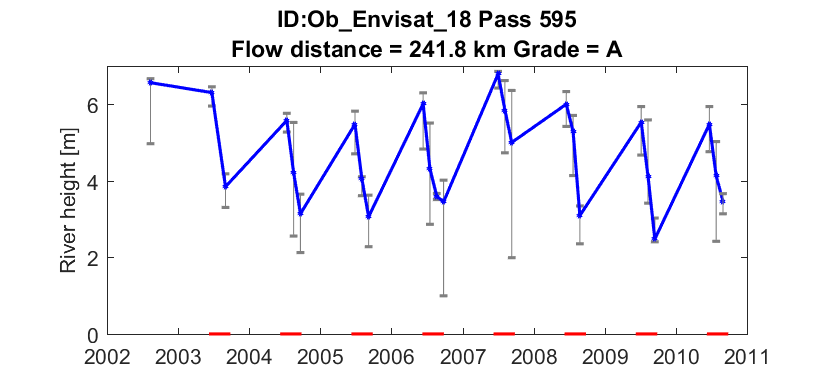 ID:Ob_Envisat_18 Pass 595
Flow distance = 241.8 km Grade = A
River height [m]
6
4
2
0
2002 2003 2004 2005 2006 2007 2008 2009 2010 2011